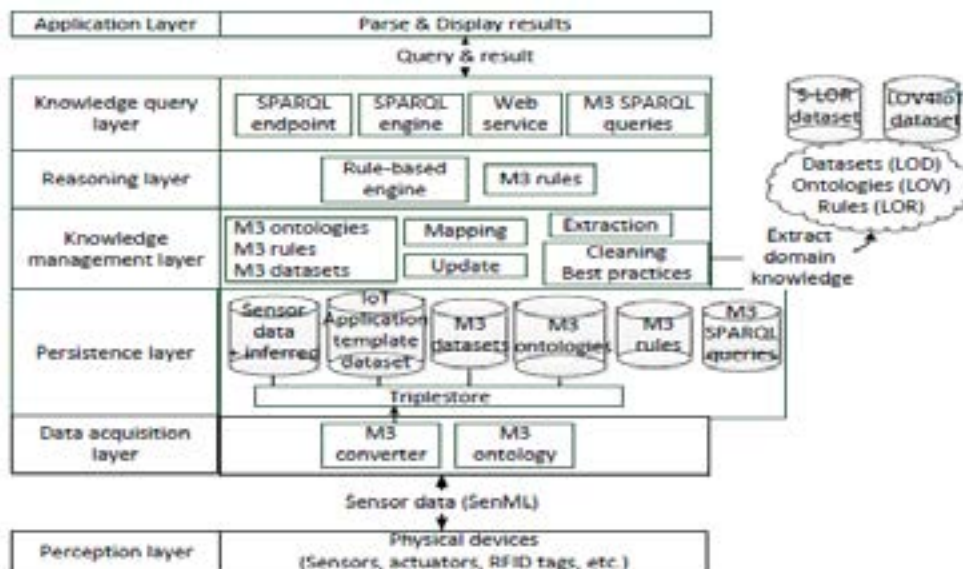 Application Layer
Parse & Display results
Query & result
Knowledge query
layer
SPARQL
endpoint
SPARQL
engine
Web
service
M3 SPARQL
queries
S-LOR
dataset
LOV4IoT
dataset
Reasoning layer
Rule-based
engine
M3 rules
Datasets (LOD)
Ontologies (LOV)
Rules (LOR)
Knowledge
management layer
M3 ontologies
M3 rules
M3 datasets
Mapping
Update
Extraction
Cleaning
Best practices
Extract
domain
knowledge
Persistence layer
Sensor
data
+ inferred
IoT
Application
template
dataset
M3
datasets
M3
ontologies
M3
rules
M3
SPARQL
queries
Triplestore
Data acquisition
layer
M3
converter
M3
ontology
Sensor data (SenML)
Perception layer
Physical devices
(Sensors, actuators, RFID tags, etc.)